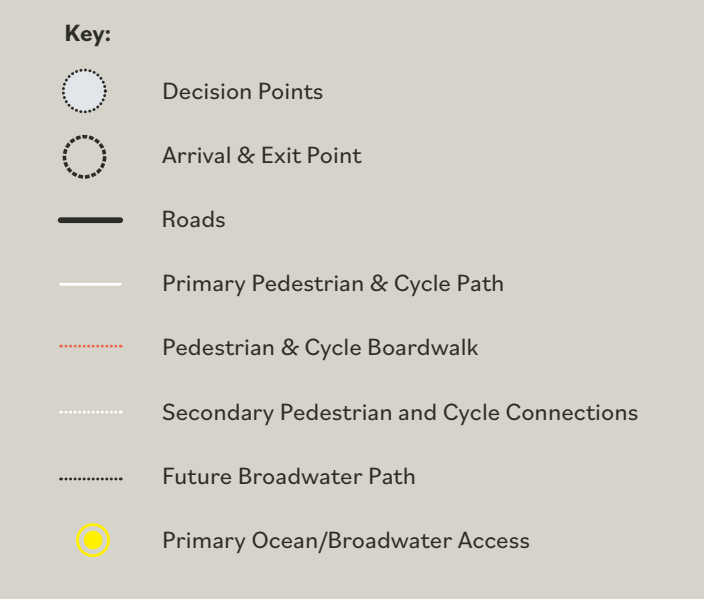 Key:
Decision Points
Arrival & Exit Point
Roads
Primary Pedestrian & Cycle Path
Pedestrian & Cycle Boardwalk
Secondary Pedestrian and Cycle Connections
Future Broadwater Path
Primary Ocean/Broadwater Access